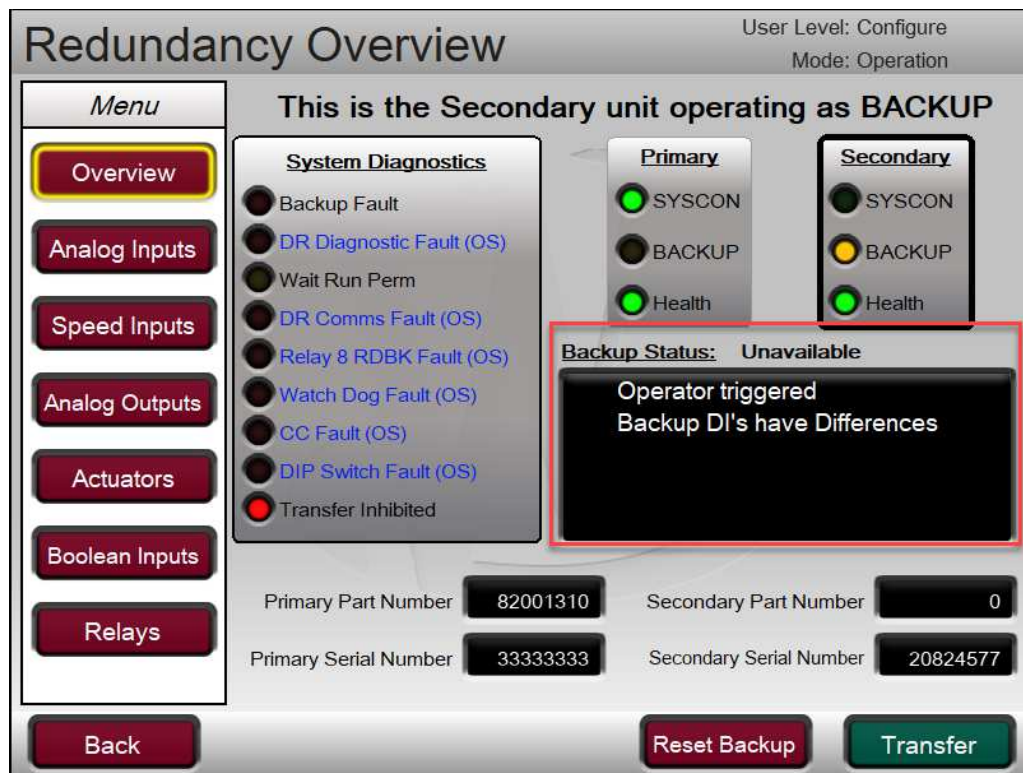 Redundancy Overview
User Level: Configure
Mode: Operation
Menu
Overview
Analog Inputs
Speed Inputs
Analog Outputs
Actuators
Boolean Inputs
Relays
This is the Secondary unit operating as BACKUP
System Diagnostics
Backup Fault
DR Diagnostic Fault (OS)
Wait Run Perm
DR Comms Fault (OS)
Relay 8 RDBK Fault (OS)
Watch Dog Fault (OS)
CC Fault (OS)
DIP Switch Fault (OS)
Transfer Inhibited
Primary
SYSCON
BACKUP
Health
Secondary
SYSCON
BACKUP
Health
Backup Status: Unavailable
Operator triggered
Backup DI's have Differences
Primary Part Number 82001310
Secondary Part Number 0
Primary Serial Number 33333333
Secondary Serial Number 20824577
Back
Reset Backup
Transfer